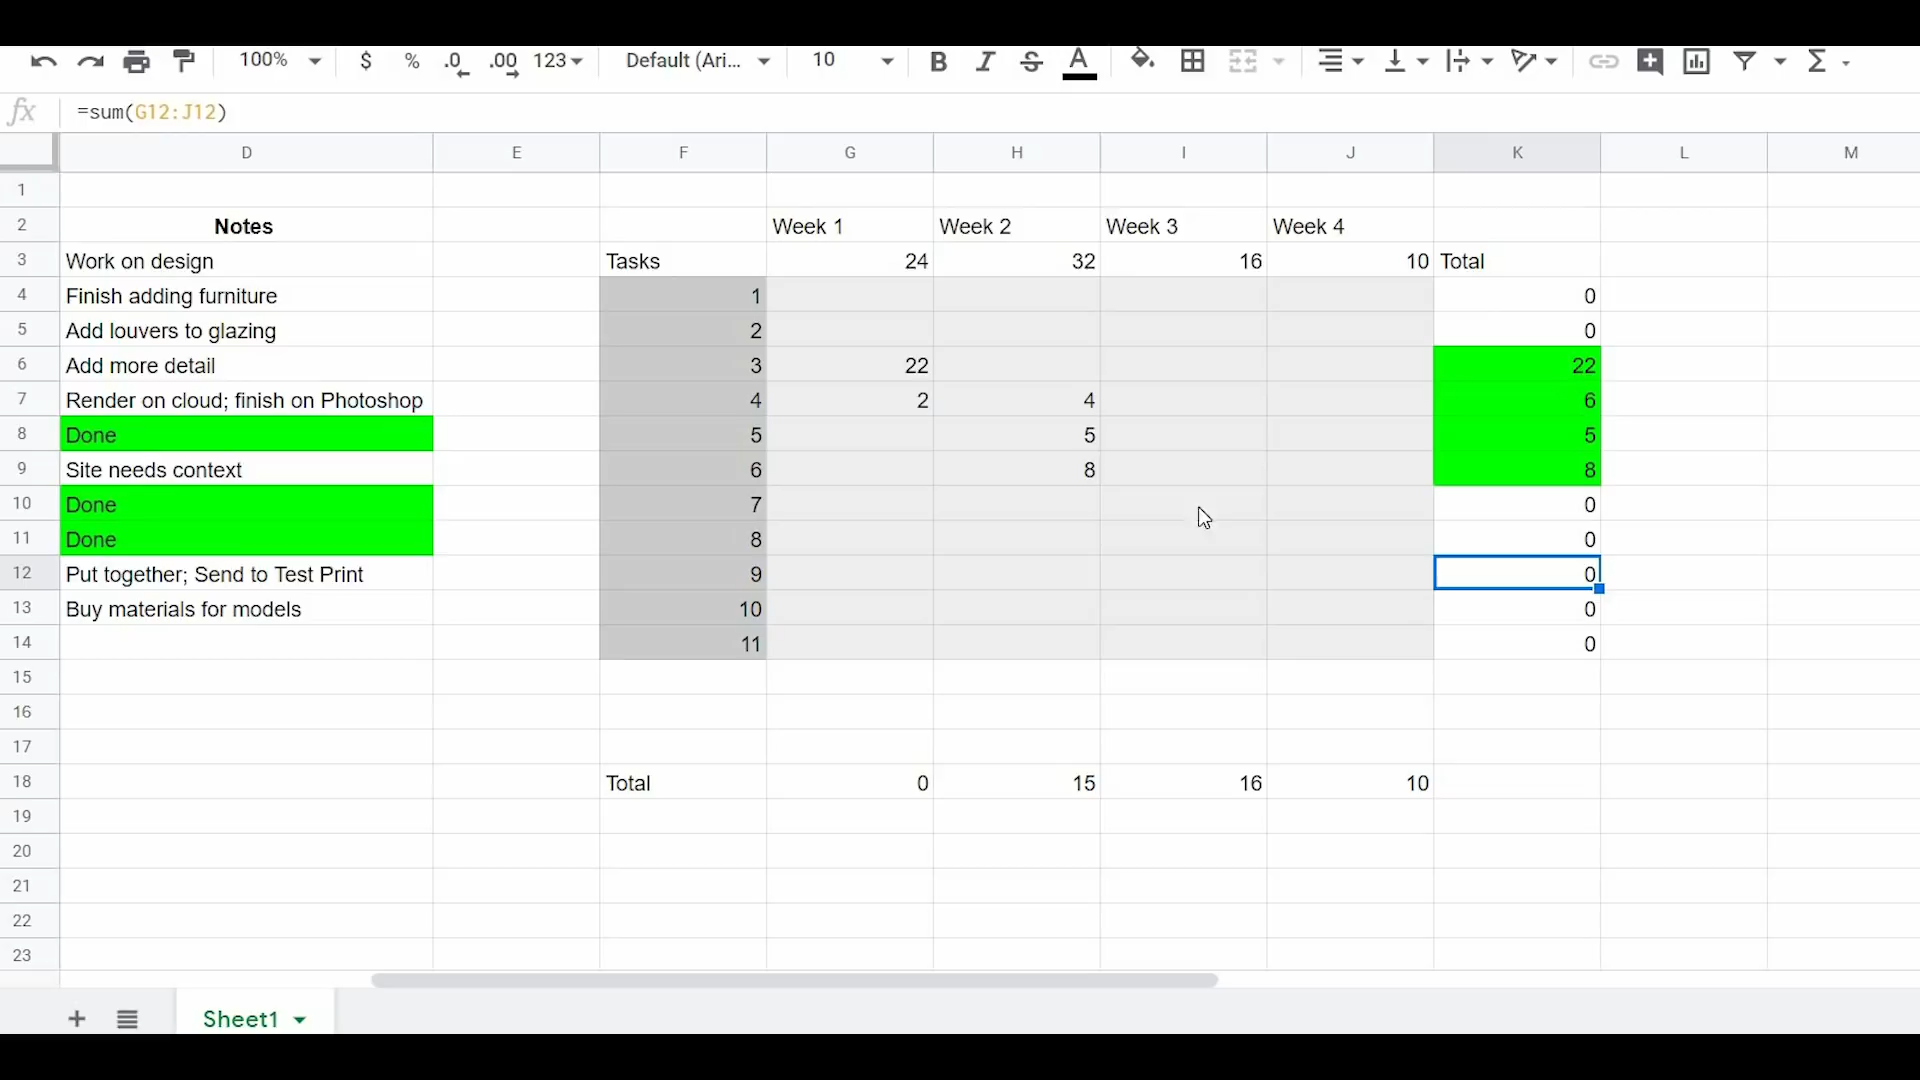 100% $ % .0 .00 123 Default (Ari... 10 B I S A Σ
fx =sum(G12:J12)
D E F G H I J K L M
1
2 Notes Week 1 Week 2 Week 3 Week 4
3 Work on design Tasks 24 32 16 10 Total
4 Finish adding furniture 1 0
5 Add louvers to glazing 2 0
6 Add more detail 3 22 22
7 Render on cloud; finish on Photoshop 4 2 4 6
8 Done 5 5 5
9 Site needs context 6 8 8
10 Done 7 0
11 Done 8 0
12 Put together; Send to Test Print 9 0
13 Buy materials for models 10 0
14 11 0
15
16
17
18 Total 0 15 16 10
19
20
21
22
23
Sheet1